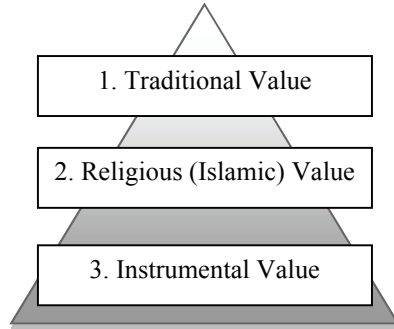 1. Traditional Value
2. Religious (Islamic) Value
3. Instrumental Value